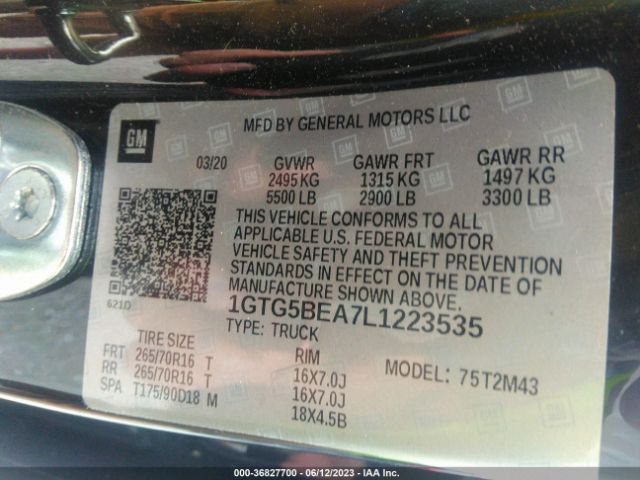 GM
MFD BY GENERAL MOTORS LLC
03/20 GVWR GAWR FRT GAWR RR
2495 KG 1315 KG 1497 KG
5500 LB 2900 LB 3300 LB
THIS VEHICLE CONFORMS TO ALL
APPLICABLE U.S. FEDERAL MOTOR
VEHICLE SAFETY AND THEFT PREVENTION
STANDARDS IN EFFECT ON THE DATE OF
MANUFACTURE SHOWN ABOVE.
621D
1GTG5BEA7L1223535
TYPE: TRUCK
TIRE SIZE RIM MODEL: 75T2M43
FRT 265/70R16 T 16X7.0J
RR 265/70R16 T 16X7.0J
SPA T175/90D18 M 18X4.5B
000-36827700 - 06/12/2023 - IAA Inc.